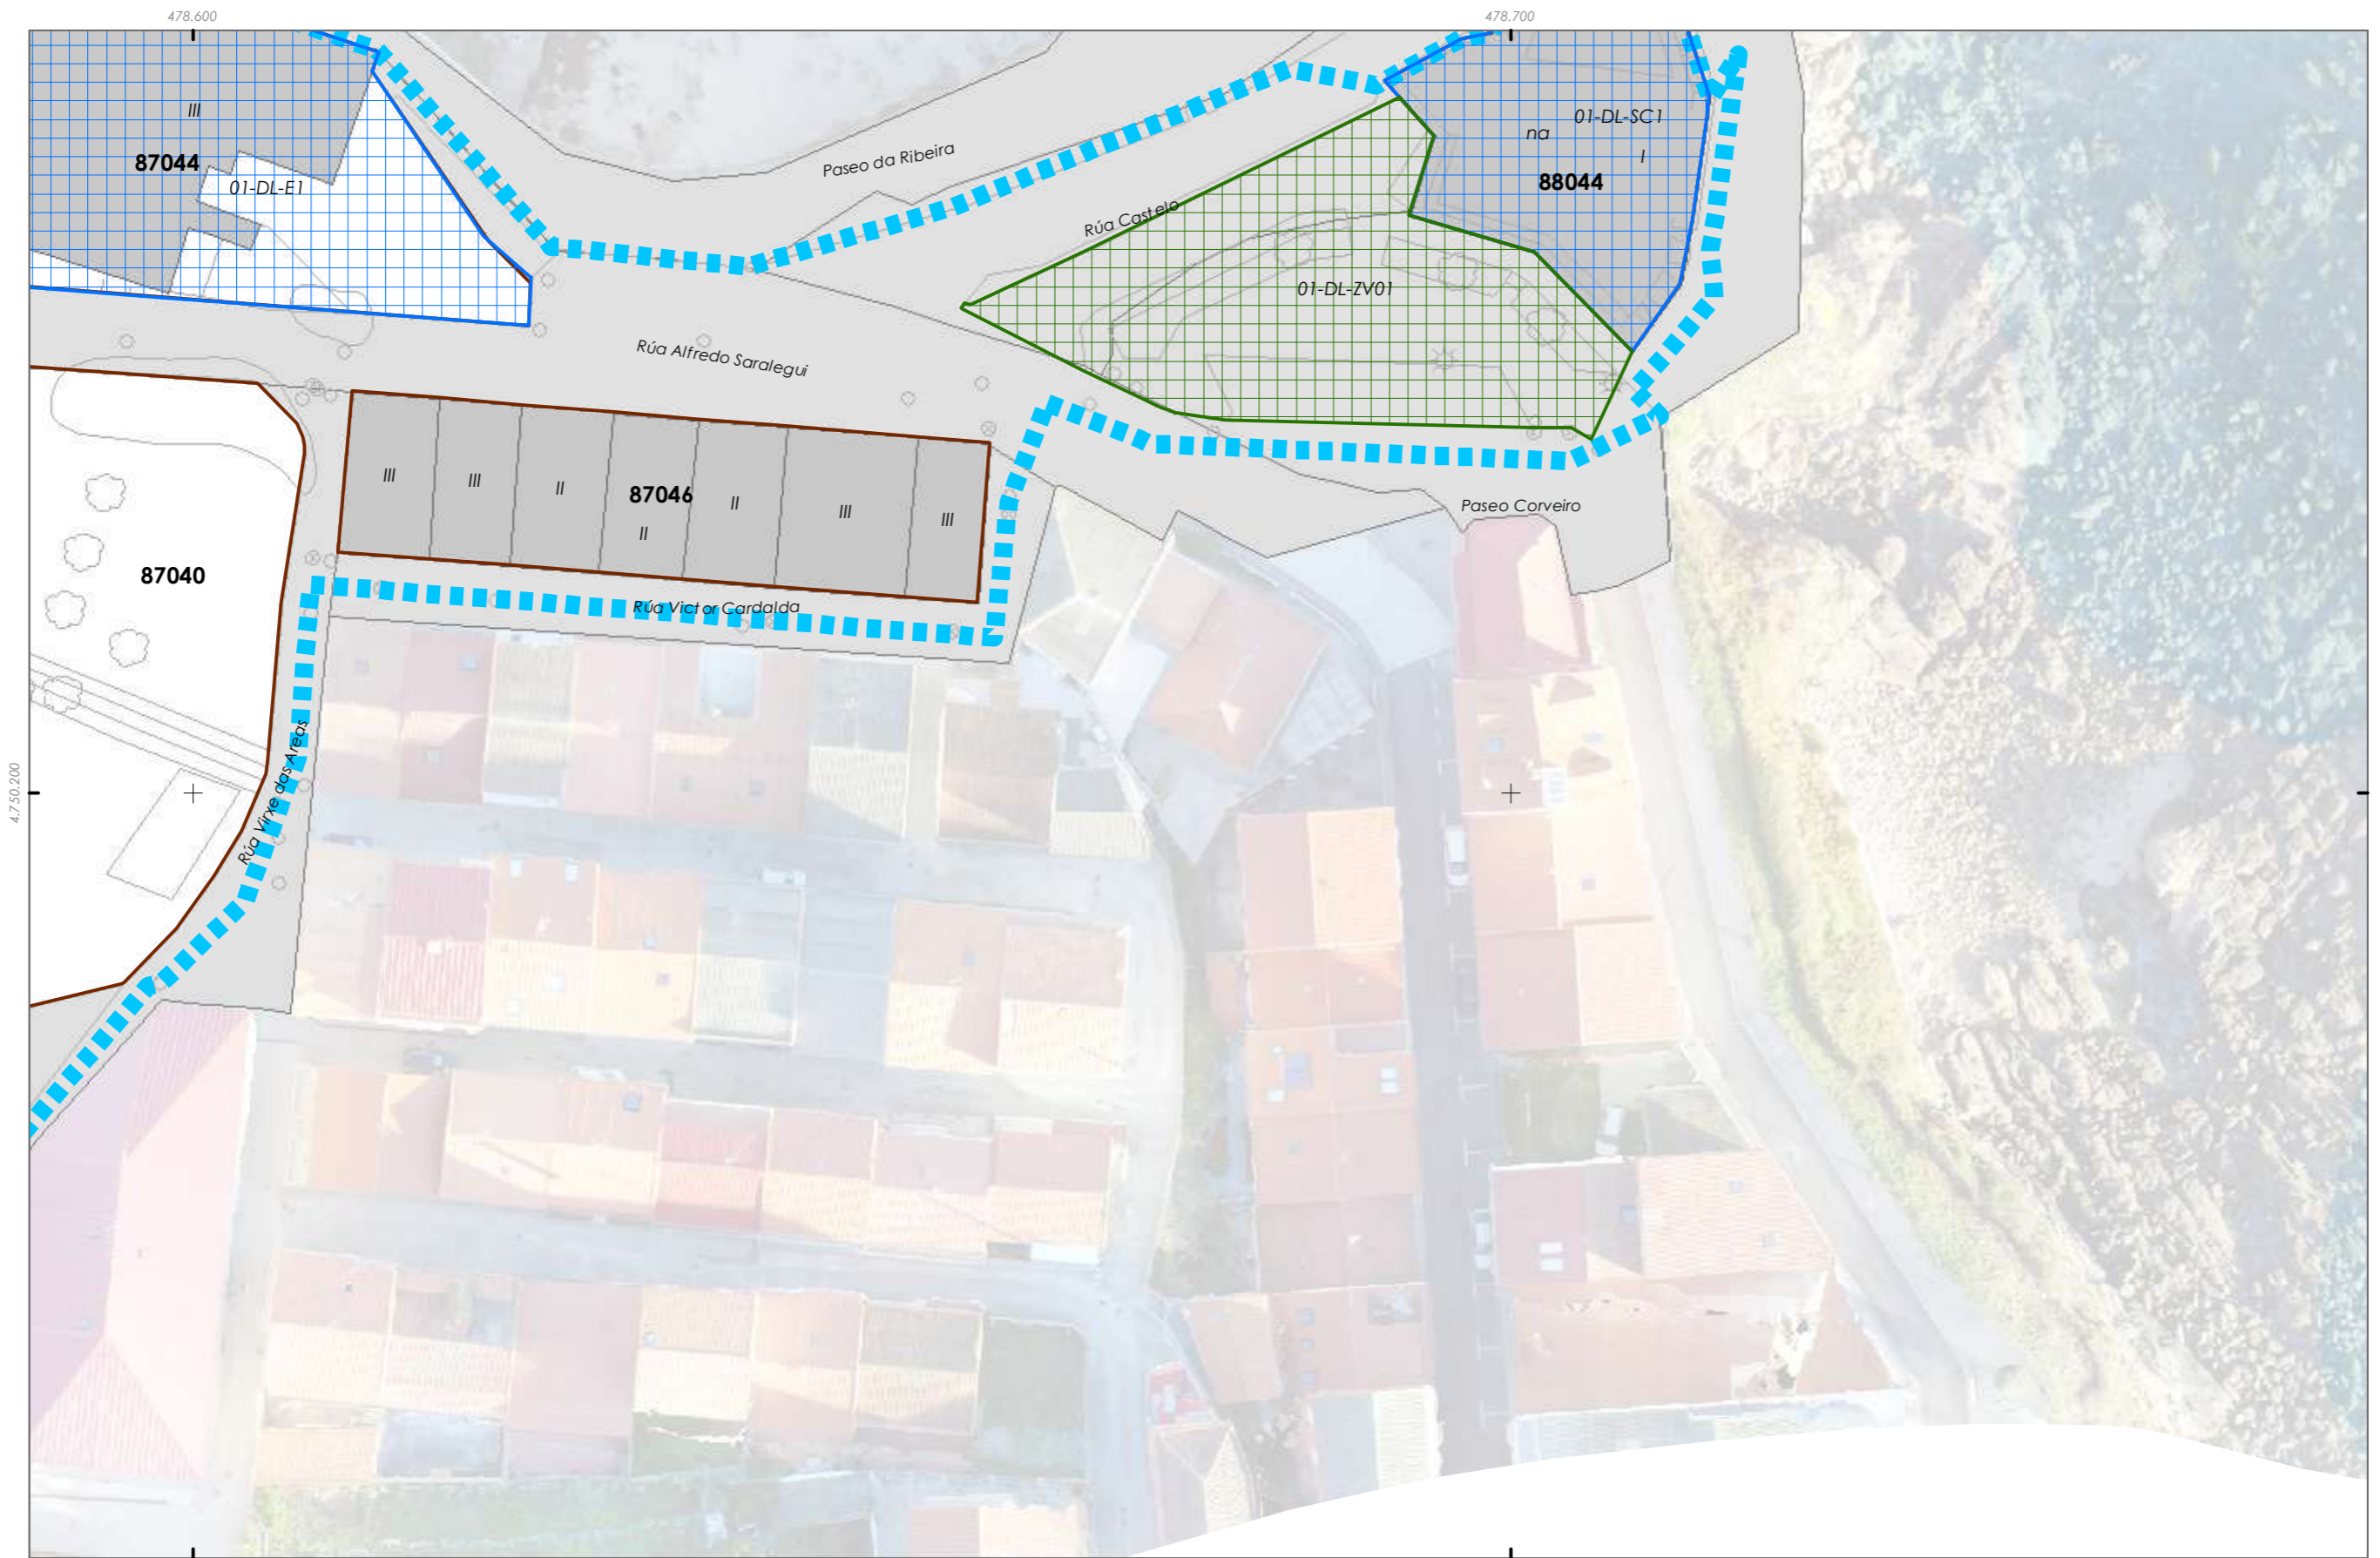 478.600
478.700
III
01-DL-SC1
na
I
Paseo da Ribeira
87044
88044
01-DL-E1
Rúa Castelo
01-DL-ZV01
Rúa Alfredo Saralegui
III
III
II
87046
II
II
III
III
Paseo Corveiro
87040
Rúa Victor Cardalda
Rúa Virxe das Areas
4.750.200